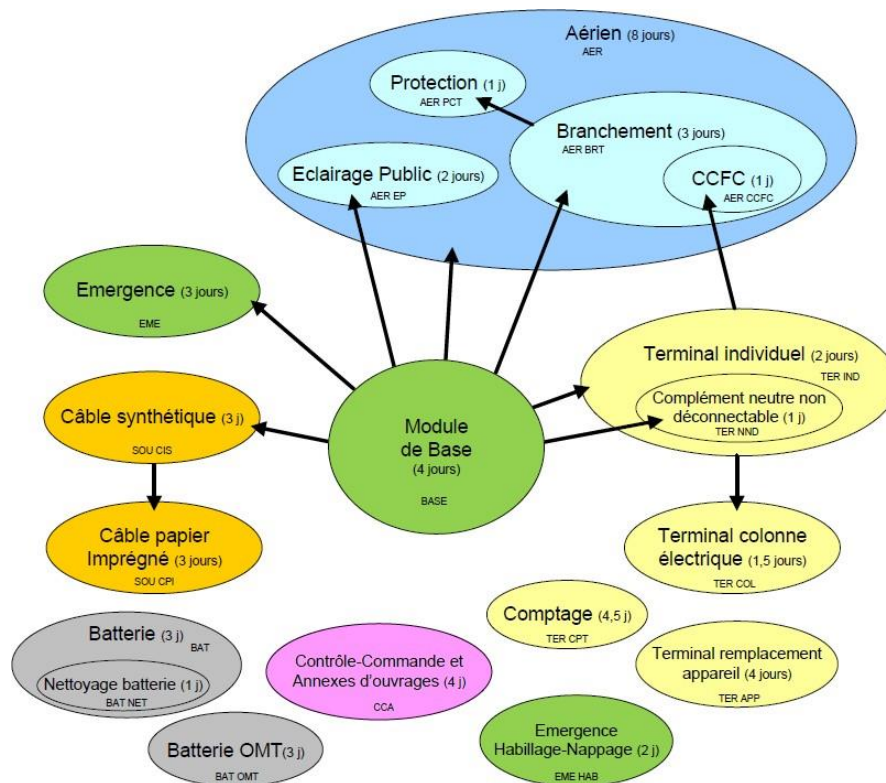 Aérien (8 jours)
AER
Protection (1 j)
AER PCT
Branchement (3 jours)
AER BRT
Eclairage Public (2 jours)
AER EP
CCFC (1 j)
AER CCFC
Emergence (3 jours)
EME
Terminal individuel (2 jours)
TER IND
Complément neutre non
déconnectable (1 j)
TER NND
Câble synthétique (3 j)
SOU CIS
Module
de Base
(4 jours)
BASE
Câble papier
Imprégné (3 jours)
SOU CPI
Terminal colonne
électrique (1,5 jours)
TER COL
Comptage (4,5 j)
TER CPT
Batterie (3 j)
BAT
Nettoyage batterie (1 j)
BAT NET
Contrôle-Commande et
Annexes d'ouvrages (4 j)
CCA
Terminal remplacement
appareil (4 jours)
TER APP
Batterie OMT(3 j)
BAT OMT
Emergence
Habillage-Nappage (2 j)
EME HAB